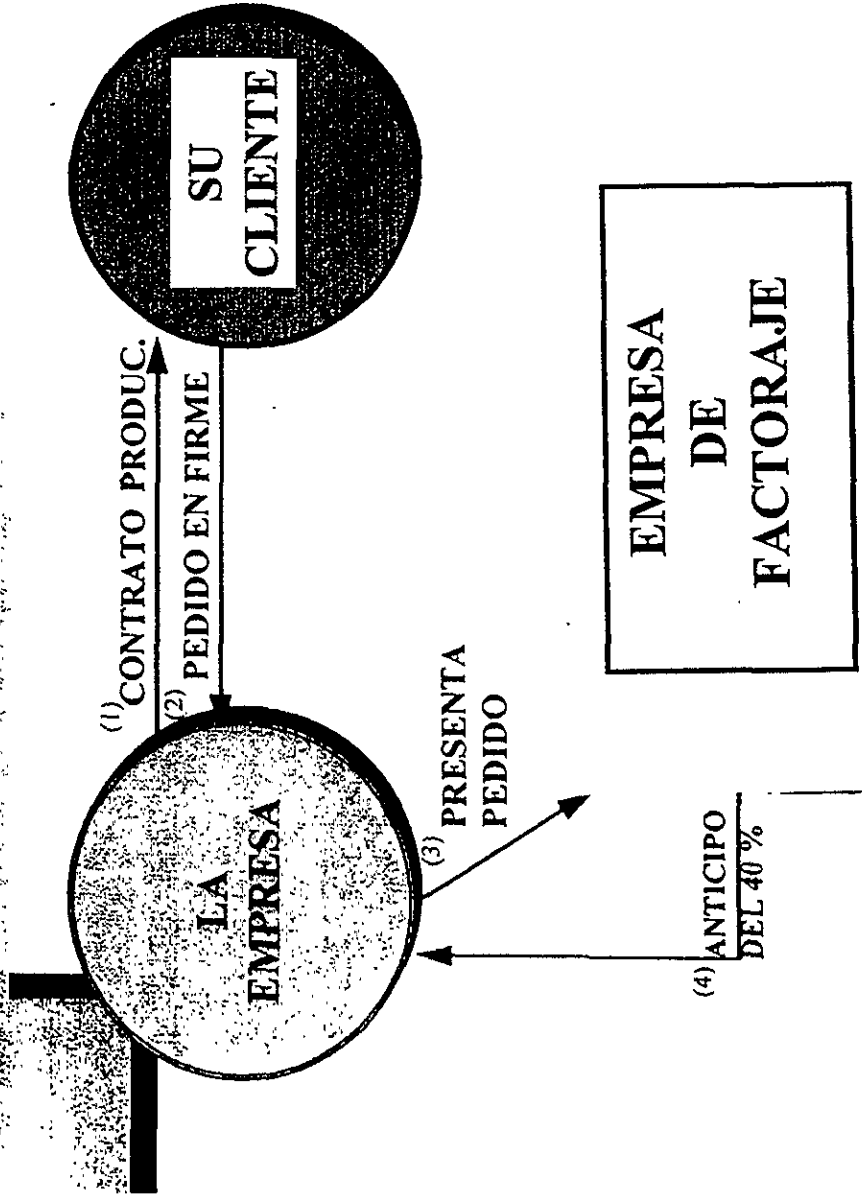 LA
EMPRESA
(1) CONTRATO PRODUC.
(2) PEDIDO EN FIRME
SU
CLIENTE
(3) PRESENTA
PEDIDO
(4) ANTICIPO
DEL 40 %
EMPRESA
DE
FACTORAJE